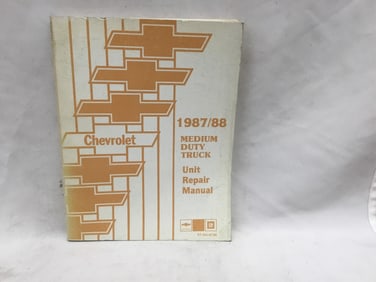 1987/88
Chevrolet
MEDIUM
DUTY
TRUCK
Unit
Repair
Manual